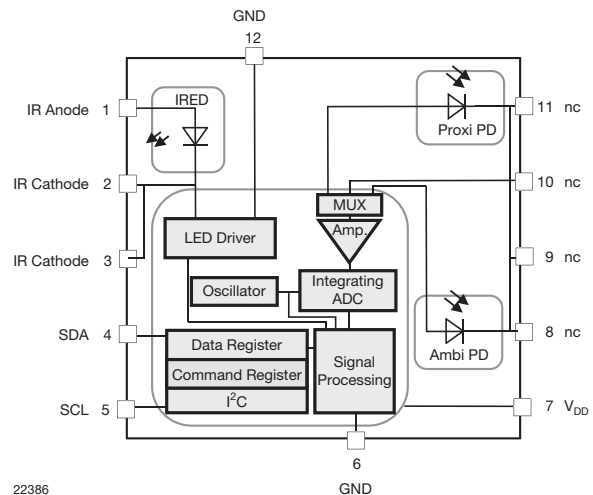 GND
12
IR Anode 1
IRED
Proxi PD
11 nc
IR Cathode 2
10 nc
MUX
Amp.
LED Driver
IR Cathode 3
9 nc
Oscillator
Integrating
ADC
SDA 4
Data Register
Signal
Processing
Ambi PD
8 nc
Command Register
I²C
SCL 5
7 VDD
6
GND
22386